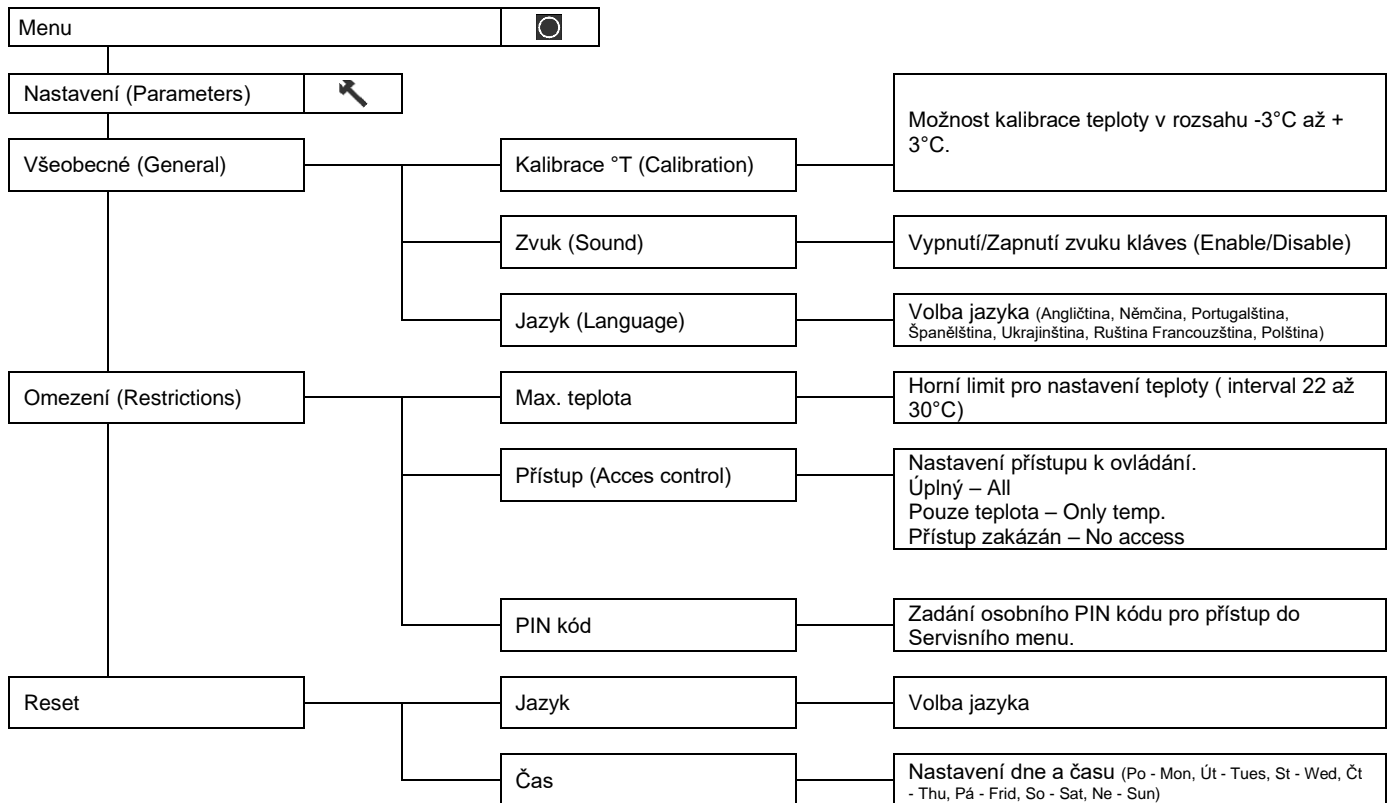 Menu
Nastavení (Parameters)
Možnost kalibrace teploty v rozsahu -3°C až +
3°C.
Všeobecné (General)
Kalibrace °T (Calibration)
Zvuk (Sound)
Vypnutí/Zapnutí zvuku kláves (Enable/Disable)
Jazyk (Language)
Volba jazyka (Angličtina, Němčina, Portugalština,
Španělština, Ukrajinština, Ruština Francouzština, Polština)
Omezení (Restrictions)
Max. teplota
Horní limit pro nastavení teploty ( interval 22 až
30°C)
Přístup (Acces control)
Nastavení přístupu k ovládání.
Úplný – All
Pouze teplota – Only temp.
Přístup zakázán – No access
PIN kód
Zadání osobního PIN kódu pro přístup do
Servisního menu.
Reset
Jazyk
Volba jazyka
Čas
Nastavení dne a času (Po - Mon, Út - Tues, St - Wed, Čt
- Thu, Pá - Frid, So - Sat, Ne - Sun)